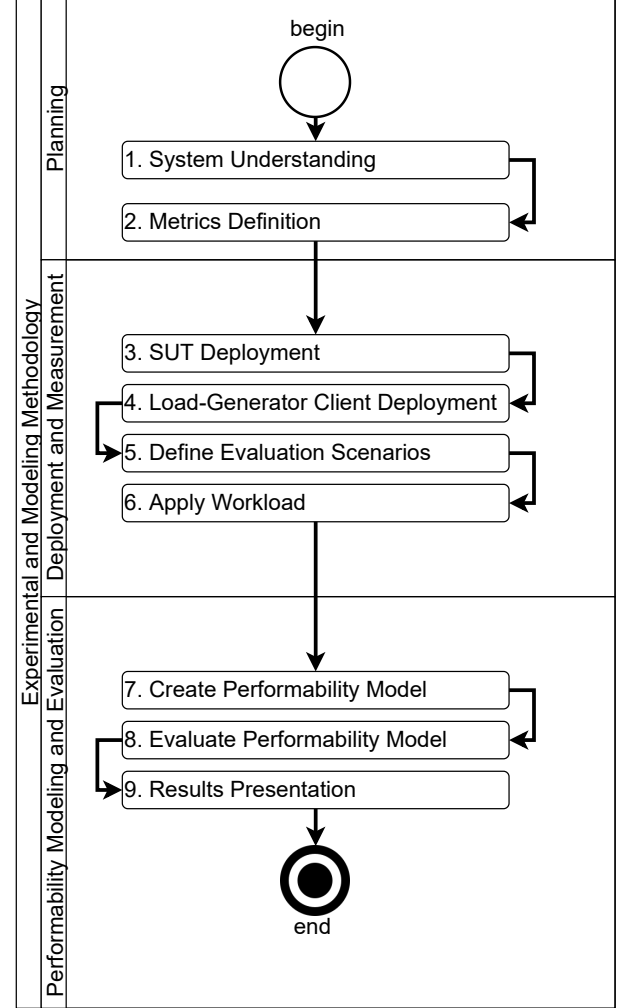 Experimental and Modeling Methodology
Planning
begin
1. System Understanding
2. Metrics Definition
Deployment and Measurement
3. SUT Deployment
4. Load-Generator Client Deployment
5. Define Evaluation Scenarios
6. Apply Workload
Performability Modeling and Evaluation
7. Create Performability Model
8. Evaluate Performability Model
9. Results Presentation
end